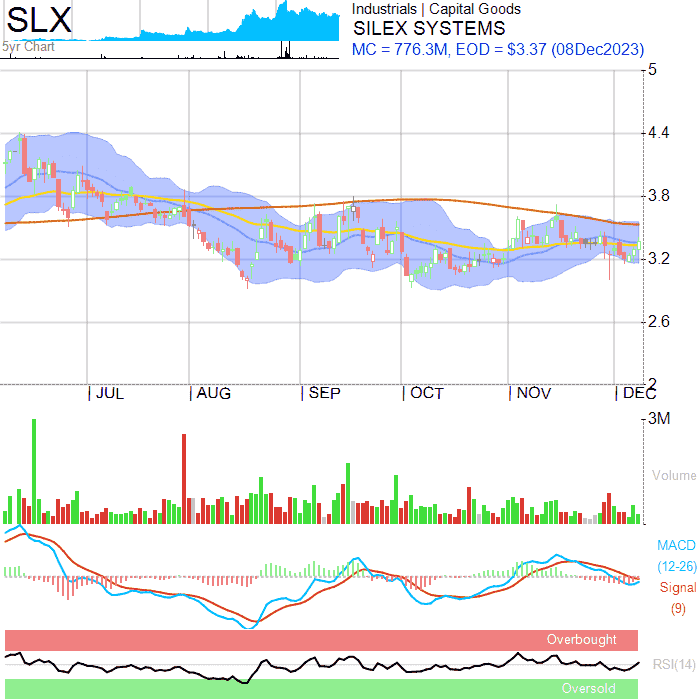 SLX
5yr Chart
Industrials | Capital Goods
SILEX SYSTEMS
MC = 776.3M, EOD = $3.37 (08Dec2023)
5
4.4
3.8
3.2
2.6
2
JUL AUG SEP OCT NOV DEC
3M
Volume
MACD
(12-26)
Signal
(9)
Overbought
RSI(14)
Oversold